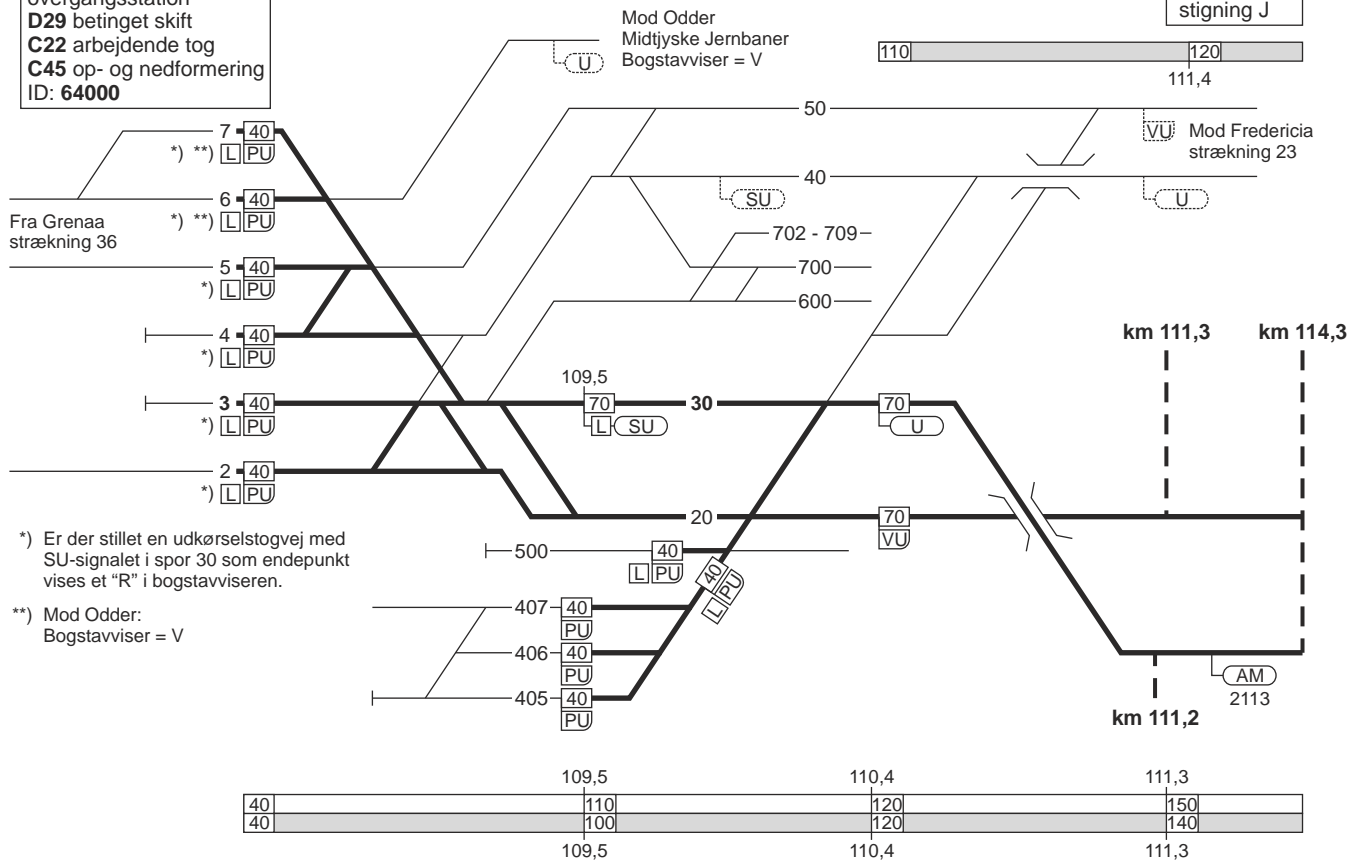 overgangsstation
D29 betinget skift
C22 arbejdende tog
C45 op- og nedformering
ID: 64000
Mod Odder
Midtjyske Jernbaner
Bogstavviser = V
U
stigning J
110 120
111,4
50
VU
Mod Fredericia
strækning 23
7 40
*) **) L PU
40
SU
U
6 40
*) **) L PU
Fra Grenaa
strækning 36
702 - 709
700
600
5 40
*) L PU
4 40
*) L PU
km 111,3 km 114,3
109,5
3 40
*) L PU
70 30 70
L SU U
2 40
*) L PU
20 70
VU
*) Er der stillet en udkørselstogvej med
SU-signalet i spor 30 som endepunkt
vises et “R” i bogstavviseren.
**) Mod Odder:
Bogstavviser = V
500 40
L PU
40
L PU
407 40
PU
406 40
PU
405 40
PU
AM
2113
km 111,2
109,5 110,4 111,3
40 110 120 150
40 100 120 140
109,5 110,4 111,3